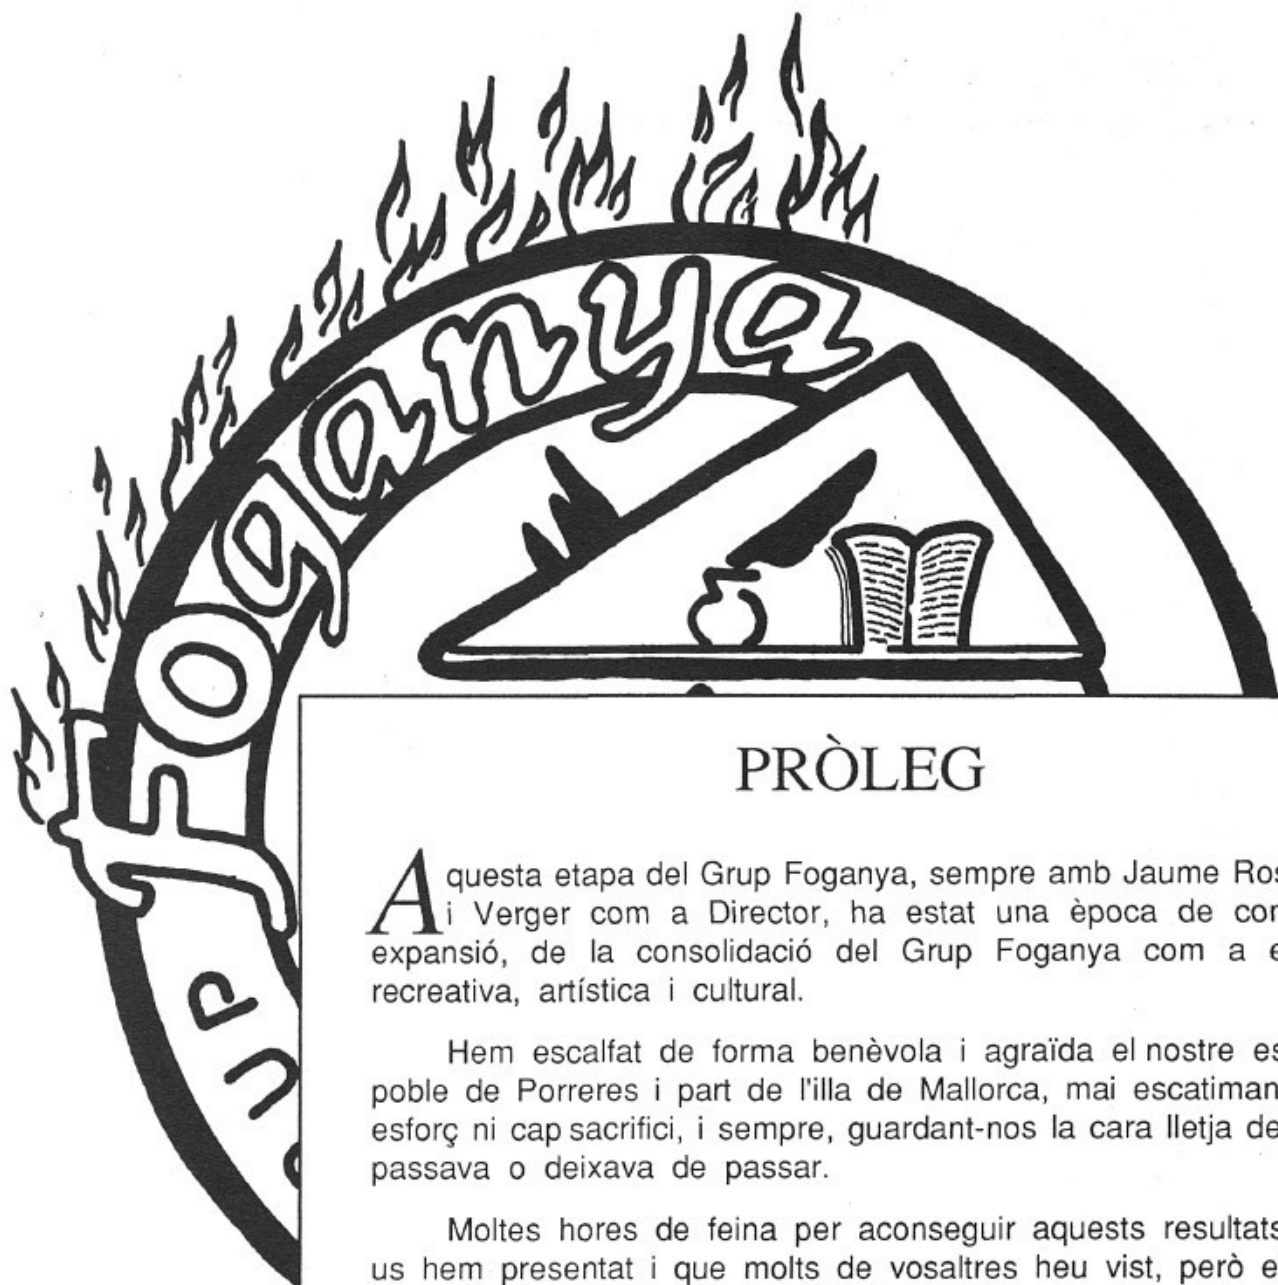 Foganya
UP
PRÒLEG
Aquesta etapa del Grup Foganya, sempre amb Jaume
i Verger com a Director, ha estat una època de
expansió, de la consolidació del Grup Foganya com a
recreativa, artística i cultural.
Hem escalfat de forma benèvola i agraïda el nostre
poble de Porreres i part de l'illa de Mallorca, mai
esforç ni cap sacrifici, i sempre, guardant-nos la cara lletja
passava o deixava de passar.
Moltes hores de feina per aconseguir aquests resultats
us hem presentat i que molts de vosaltres heu vist, però